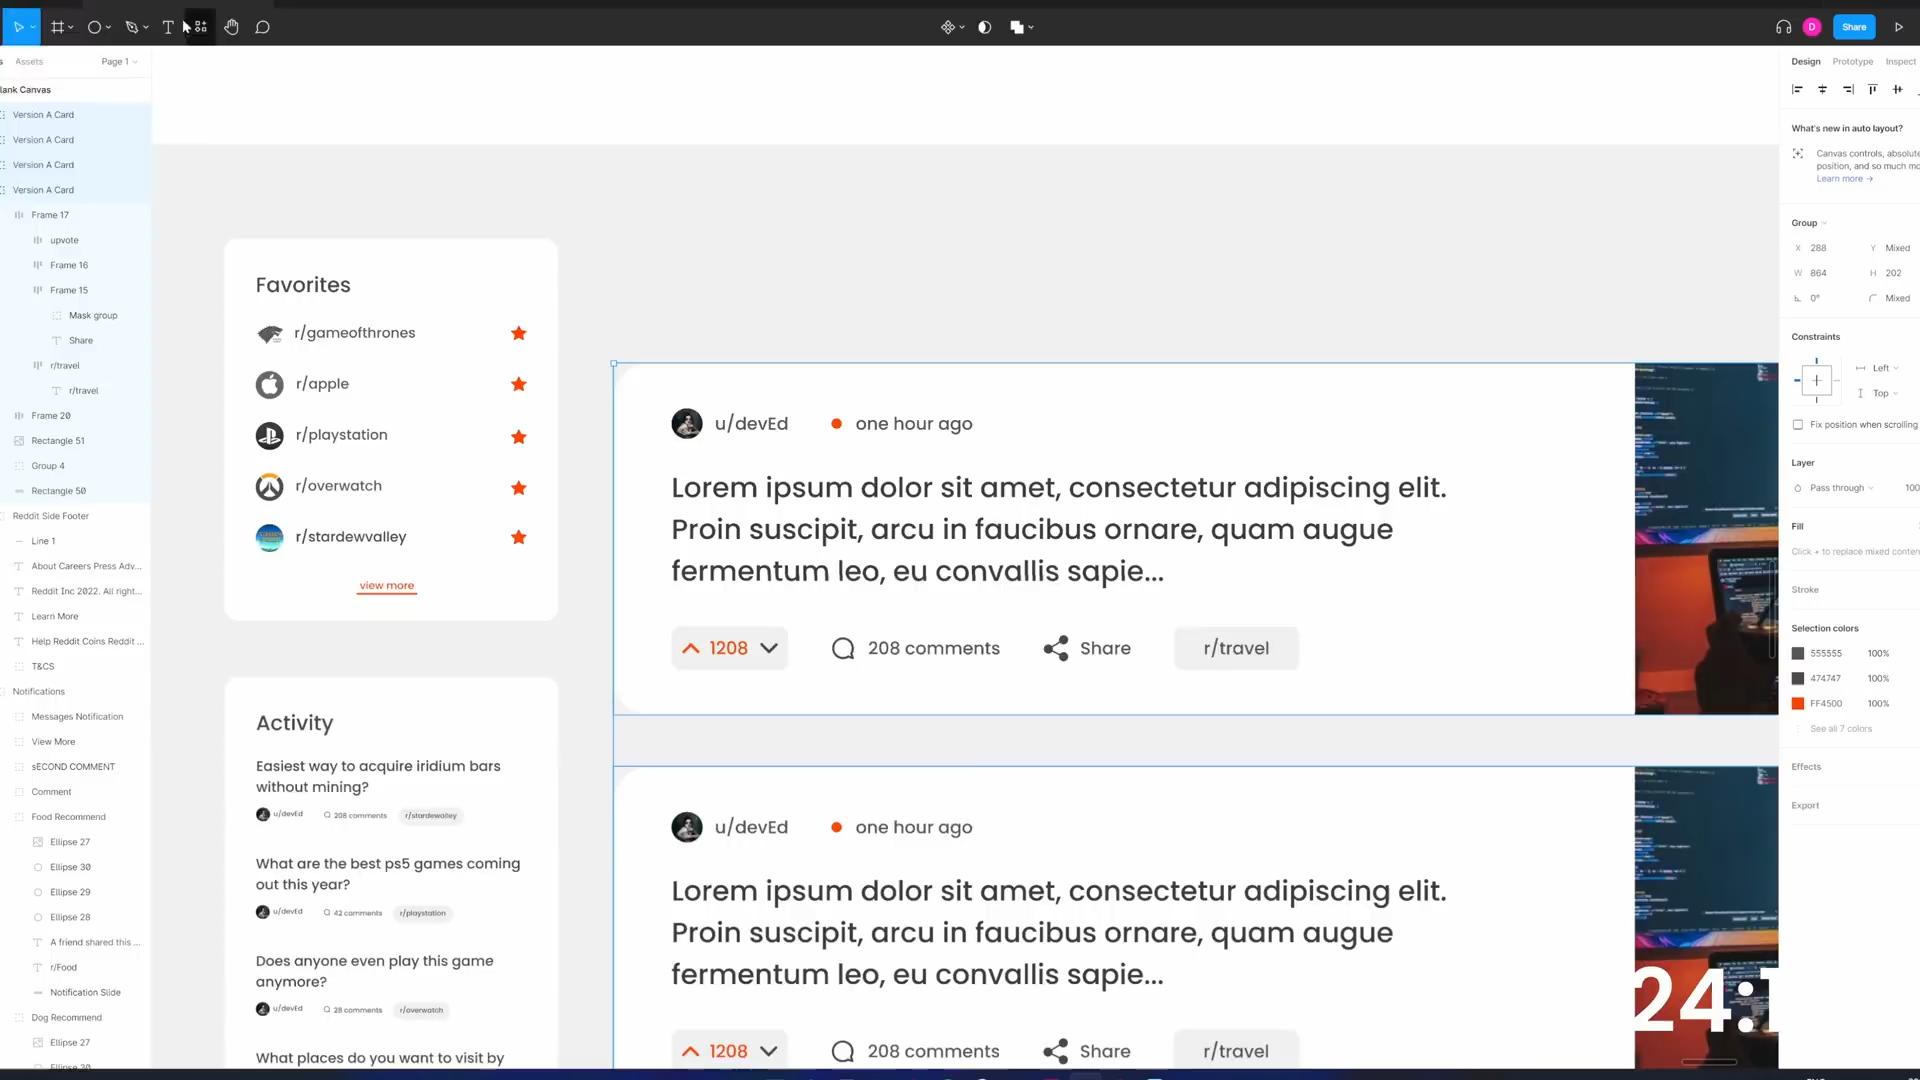 D
Share
Assets
Page 1
lank Canvas
Version A Card
Version A Card
Version A Card
Version A Card
Frame 17
upvote
Frame 16
Frame 15
Mask group
Share
r/travel
r/travel
Frame 20
Rectangle 51
Group 4
Rectangle 50
Reddit Side Footer
Line 1
About Careers Press Adv...
Reddit Inc 2022. All right...
Learn More
Help Reddit Coins Reddit ...
T&CS
Notifications
Messages Notification
View More
sECOND COMMENT
Comment
Food Recommend
Ellipse 27
Ellipse 30
Ellipse 29
Ellipse 28
A friend shared this ...
r/Food
Notification Slide
Dog Recommend
Ellipse 27
Ellipse 30
Favorites
r/gameofthrones
r/apple
r/playstation
r/overwatch
r/stardewvalley
view more
Activity
Easiest way to acquire iridium bars
without mining?
u/devEd 208 comments r/stardewalley
What are the best ps5 games coming
out this year?
u/devEd 42 comments r/playstation
Does anyone even play this game
anymore?
u/devEd 28 comments r/overwatch
What places do you want to visit by
u/devEd one hour ago
Lorem ipsum dolor sit amet, consectetur adipiscing elit.
Proin suscipit, arcu in faucibus ornare, quam augue
fermentum leo, eu convallis sapie...
1208 208 comments Share r/travel
u/devEd one hour ago
Lorem ipsum dolor sit amet, consectetur adipiscing elit.
Proin suscipit, arcu in faucibus ornare, quam augue
fermentum leo, eu convallis sapie...
1208 208 comments Share r/travel
24:
Design Prototype Inspect
What's new in auto layout?
Canvas controls, absolute
position, and so much mo
Learn more →
Group
X 288 Y Mixed
W 864 H 202
0° Mixed
Constraints
Left
Top
Fix position when scrolling
Layer
Pass through 100
Fill
Click + to replace mixed conten
Stroke
Selection colors
555555 100%
474747 100%
FF4500 100%
See all 7 colors
Effects
Export